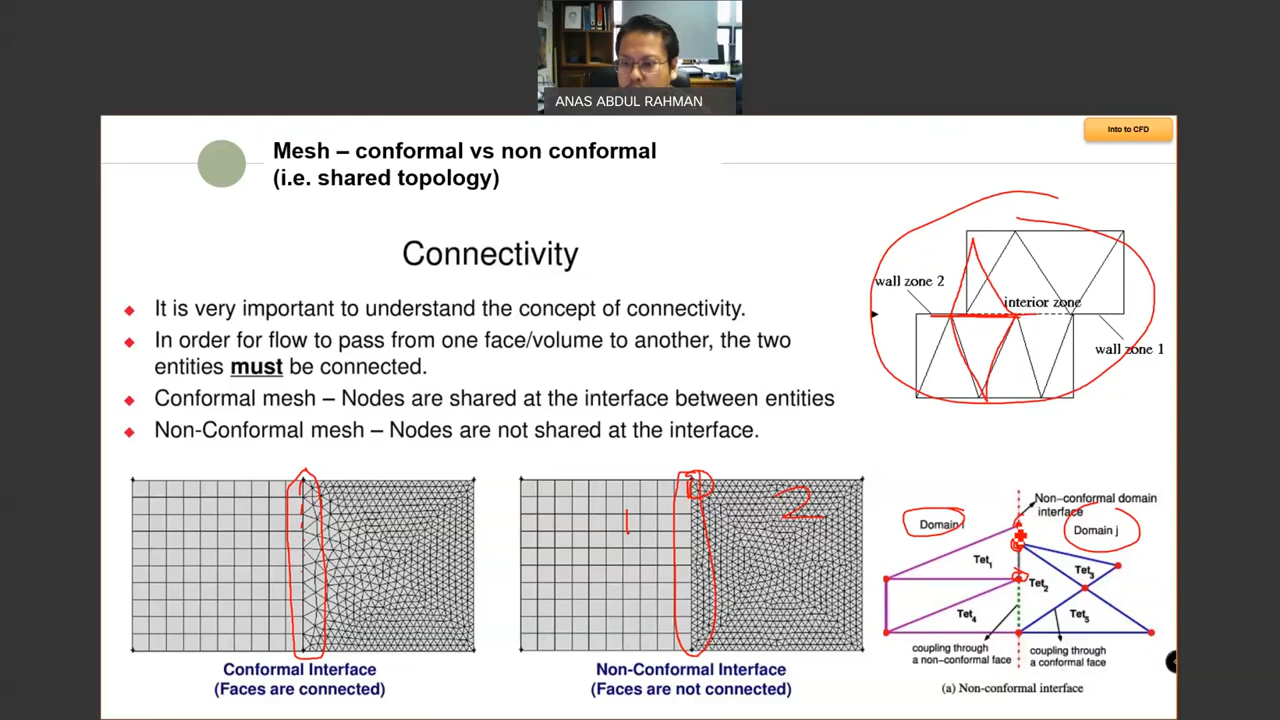 ANAS ABDUL RAHMAN
Into to CFD
Mesh – conformal vs non conformal
(i.e. shared topology)
Connectivity
It is very important to understand the concept of connectivity.
In order for flow to pass from one face/volume to another, the two
entities must be connected.
Conformal mesh – Nodes are shared at the interface between entities
Non-Conformal mesh – Nodes are not shared at the interface.
wall zone 2
interior zone
wall zone 1
1
2
Conformal Interface
(Faces are connected)
Non-Conformal Interface
(Faces are not connected)
Non-conformal domain
interface
Domain i
Domain j
Tet1
Tet2
Tet3
Tet4
Tet5
coupling through
a non-conformal face
coupling through
a conformal face
(a) Non-conformal interface